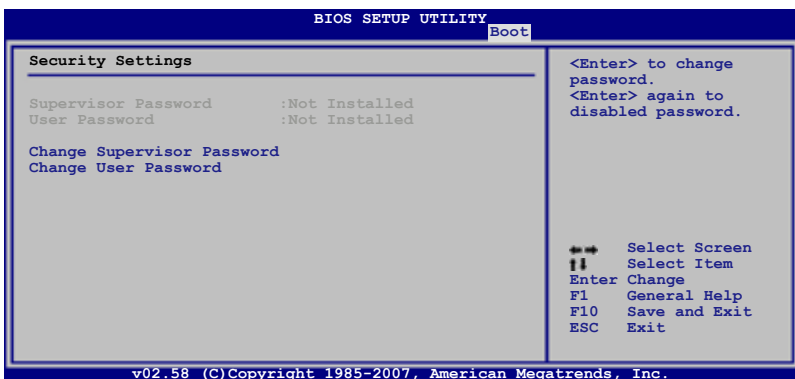 BIOS SETUP UTILITY
Boot
Security Settings
Supervisor Password :Not Installed
User Password :Not Installed
Change Supervisor Password
Change User Password
<Enter> to change
password.
<Enter> again to
disabled password.
←→ Select Screen
↑↓ Select Item
Enter Change
F1 General Help
F10 Save and Exit
ESC Exit
v02.58 (C)Copyright 1985-2007, American Megatrends, Inc.